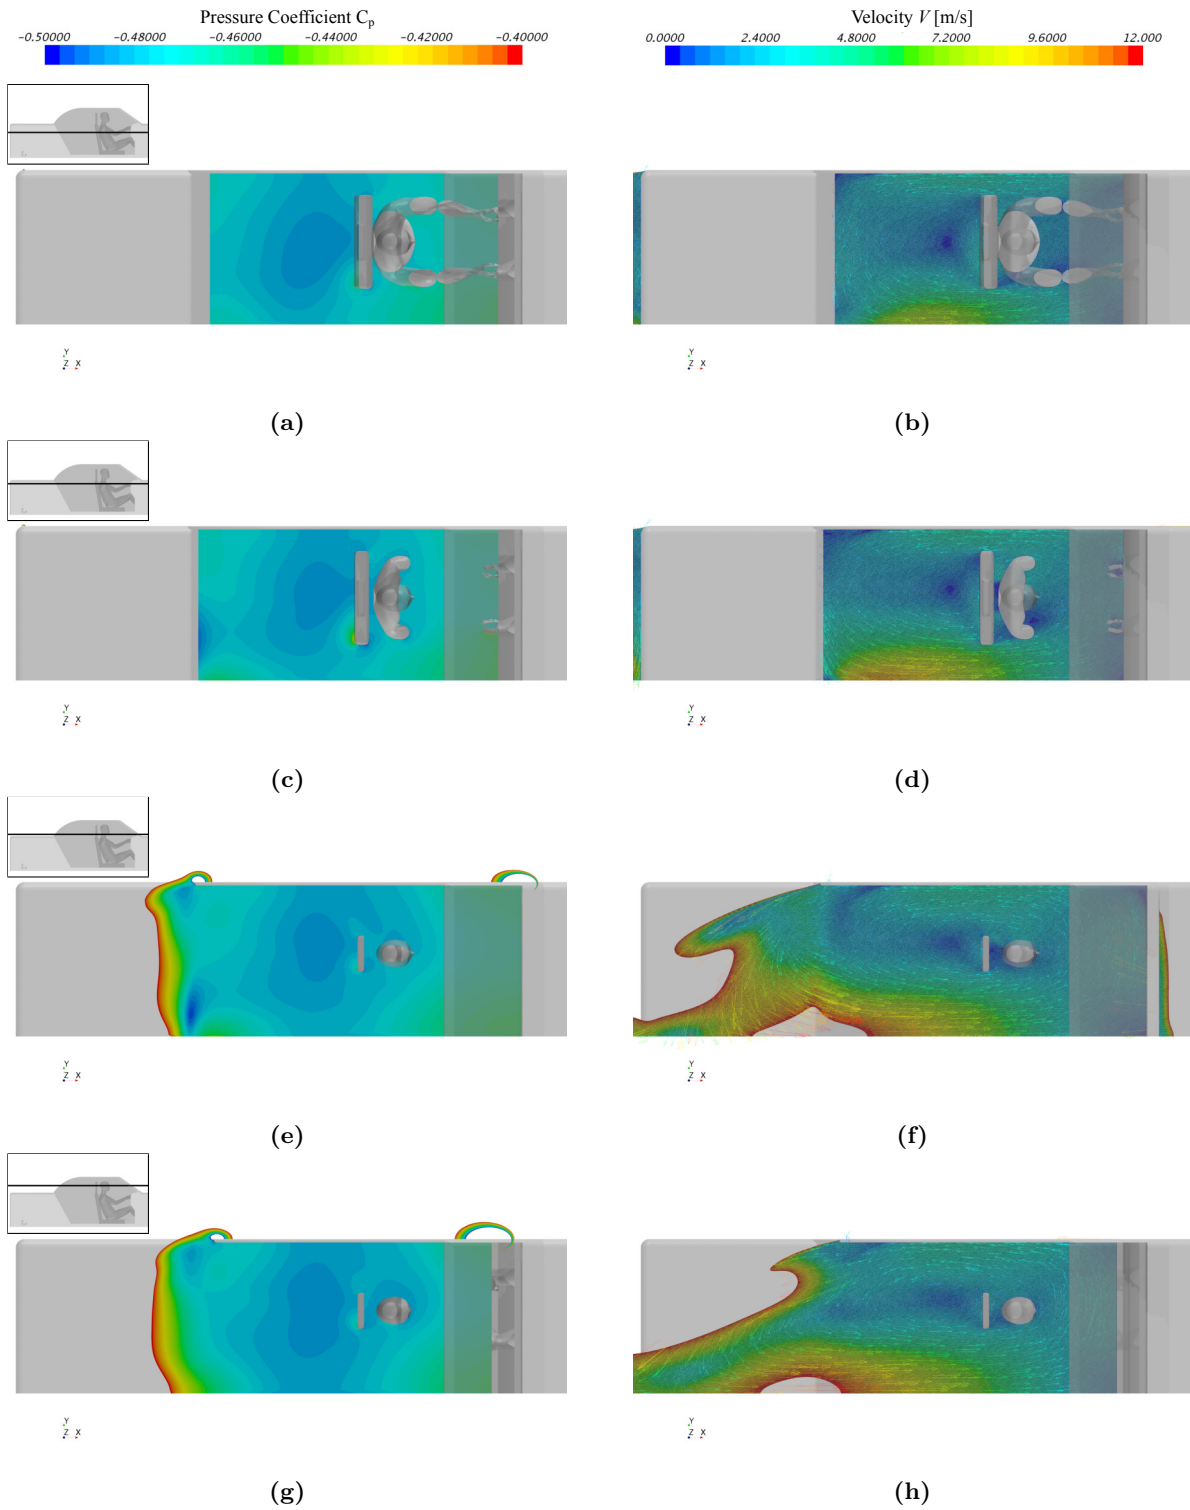 Pressure Coefficient Cp
−0.50000 −0.48000 −0.46000 −0.44000 −0.42000 −0.40000
Velocity V [m/s]
0.0000 2.4000 4.8000 7.2000 9.6000 12.000
Y
Z X
Y
Z X
(a)
(b)
Y
Z X
Y
Z X
(c)
(d)
Y
Z X
Y
Z X
(e)
(f)
Y
Z X
Y
Z X
(g)
(h)